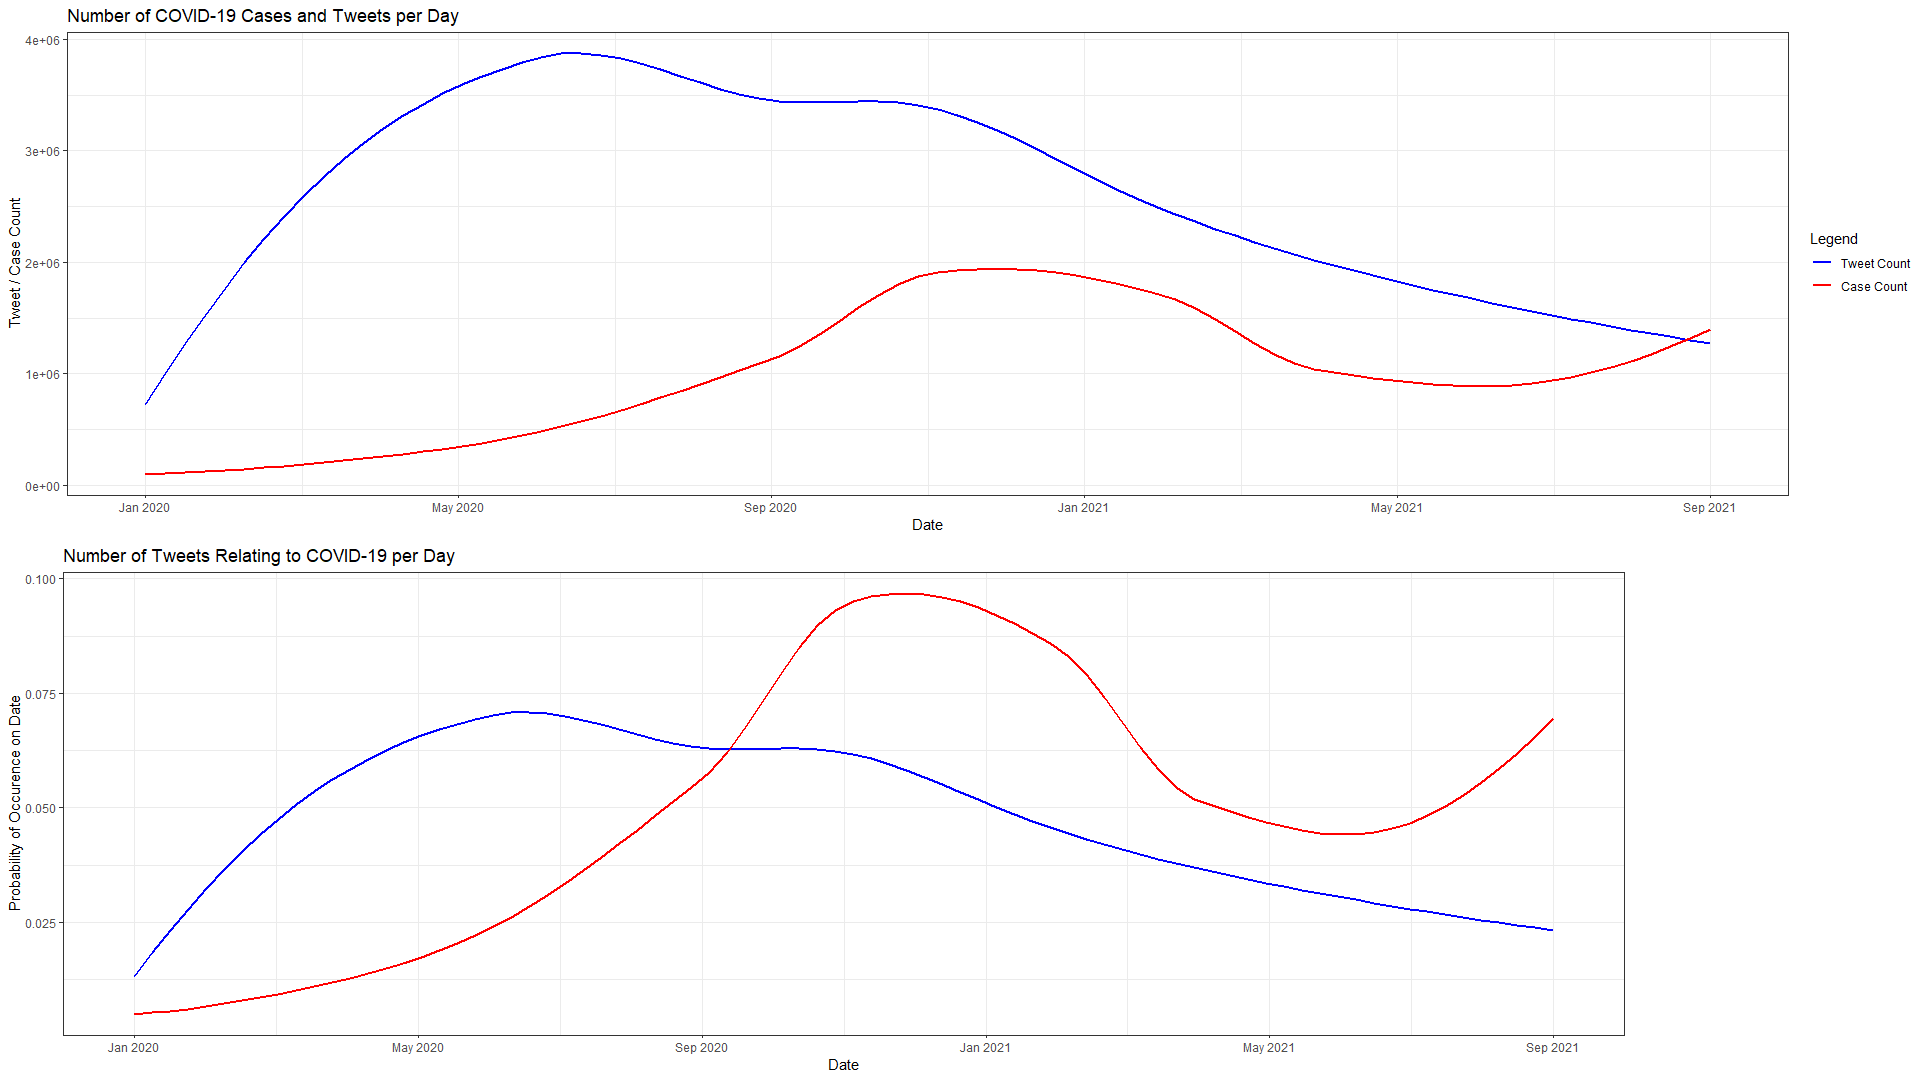 Number of COVID-19 Cases and Tweets per Day
4e+06
3e+06
2e+06
1e+06
0e+00
Tweet / Case Count
Jan 2020 May 2020 Sep 2020 Jan 2021 May 2021 Sep 2021
Date
Legend
Tweet Count
Case Count
Number of Tweets Relating to COVID-19 per Day
0.100
0.075
0.050
0.025
Probability of Occurrence on Date
Jan 2020 May 2020 Sep 2020 Jan 2021 May 2021 Sep 2021
Date